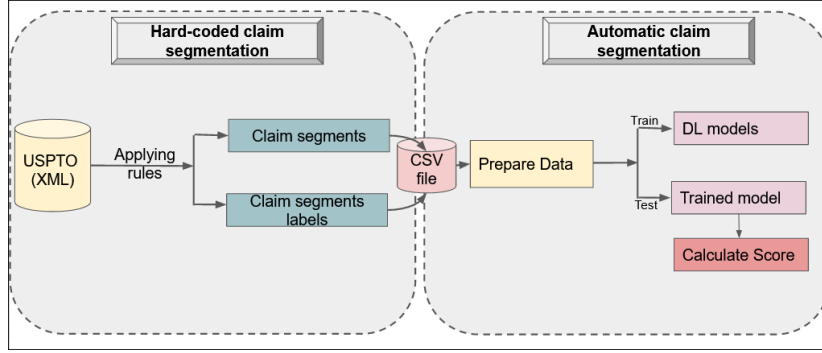 Hard-coded claim
segmentation
Automatic claim
segmentation
USPTO
(XML)
Applying
rules
Claim segments
Claim segments
labels
CSV
file
Prepare Data
Train
Test
DL models
Trained model
Calculate Score